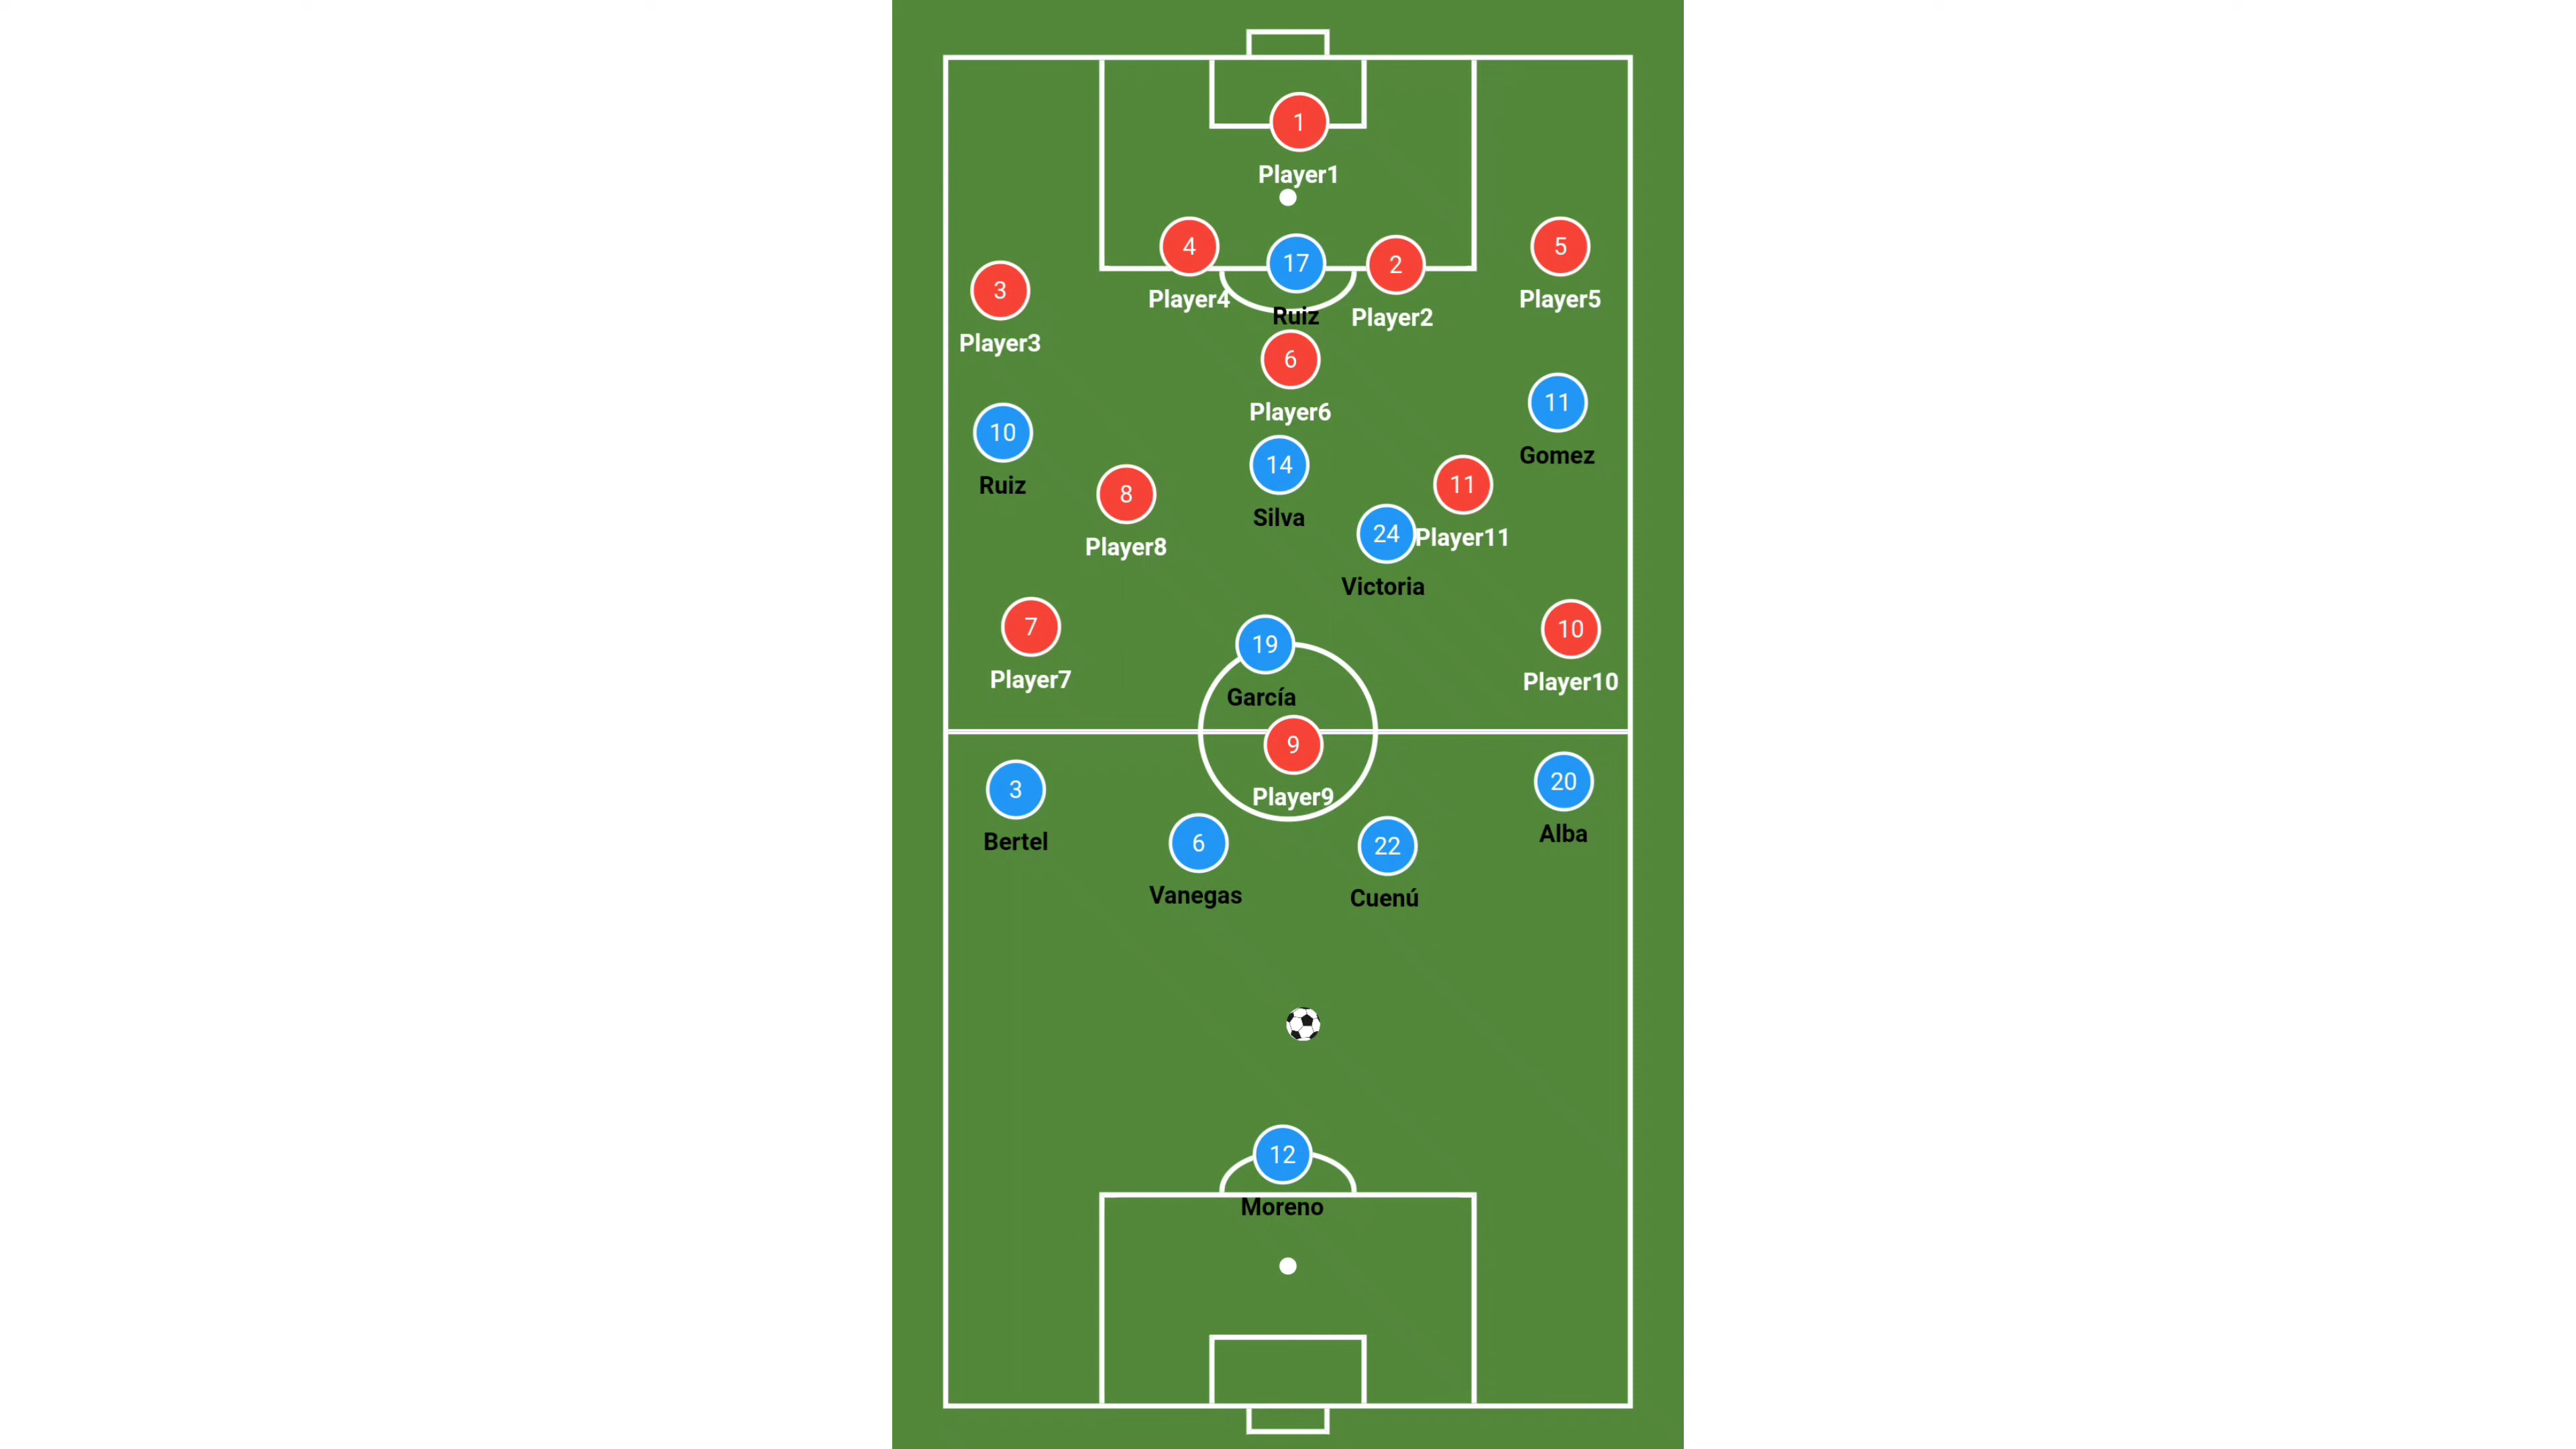 1
Player1
4
Player4
17
Ruiz
2
Player2
5
Player5
3
Player3
6
Player6
11
Gomez
10
Ruiz
14
Silva
11
Player11
8
Player8
24
Victoria
7
Player7
10
Player10
19
García
9
Player9
20
Alba
3
Bertel
6
Vanegas
22
Cuenú
12
Moreno